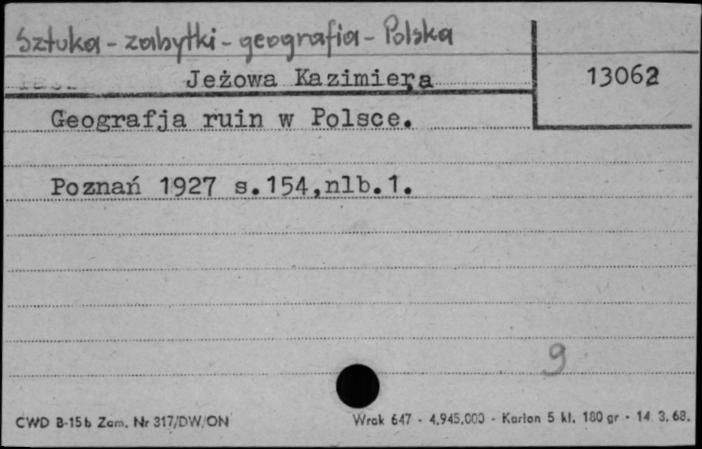 Sztuka - zabytki - geografia - Polska
Jeżowa Kazimiera
13062
Geografja ruin w Polsce.
Poznań 1927 s.154,nlb.1.
9
CWD B-15b Zam. Nr 317/DW/ON
Wrak 647 - 4.945.000 - Karton 5 kl. 180 gr - 14. 3. 68.